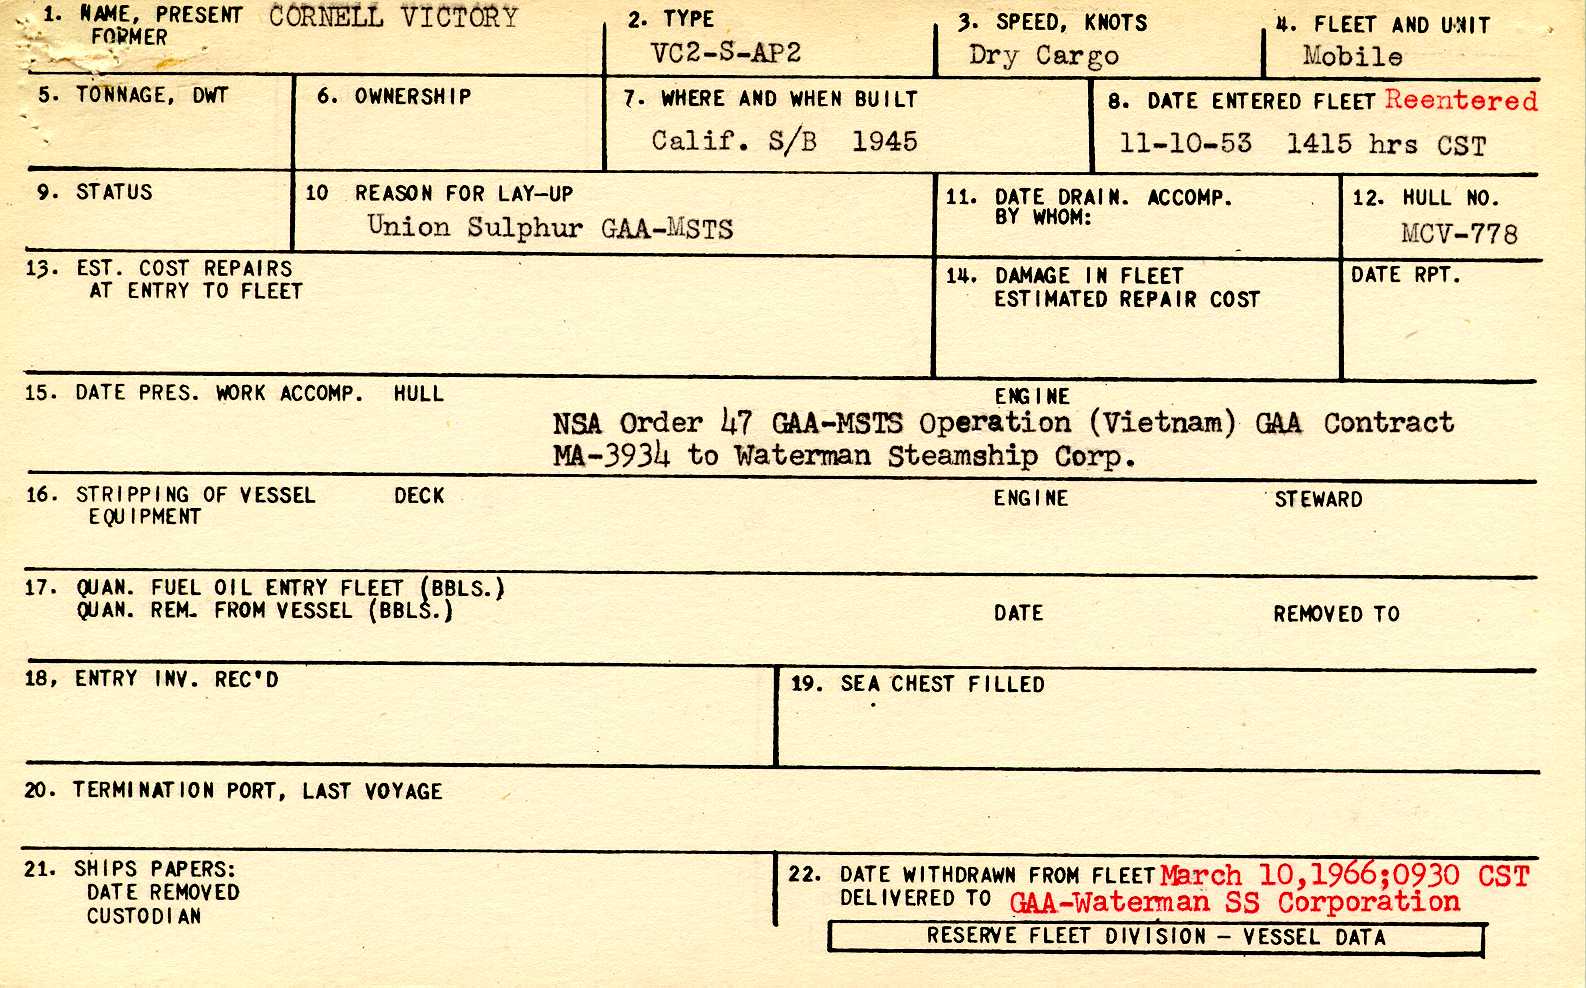 1. NAME, PRESENT CORNELL VICTORY
FORMER
2. TYPE
VC2-S-AP2
3. SPEED, KNOTS
Dry Cargo
4. FLEET AND UNIT
Mobile
5. TONNAGE, DWT
6. OWNERSHIP
7. WHERE AND WHEN BUILT
Calif. S/B 1945
8. DATE ENTERED FLEET Reentered
11-10-53 1415 hrs CST
9. STATUS
10 REASON FOR LAY-UP
Union Sulphur GAA-MSTS
11. DATE DRAIN. ACCOMP.
BY WHOM:
12. HULL NO.
MCV-778
13. EST. COST REPAIRS
AT ENTRY TO FLEET
14. DAMAGE IN FLEET
ESTIMATED REPAIR COST
DATE RPT.
15. DATE PRES. WORK ACCOMP. HULL ENGINE
NSA Order 47 GAA-MSTS Operation (Vietnam) GAA Contract
MA-3934 to Waterman Steamship Corp.
16. STRIPPING OF VESSEL DECK ENGINE STEWARD
EQUIPMENT
17. QUAN. FUEL OIL ENTRY FLEET (BBLS.)
QUAN. REM. FROM VESSEL (BBLS.) DATE REMOVED TO
18, ENTRY INV. REC'D
19. SEA CHEST FILLED
20. TERMINATION PORT, LAST VOYAGE
21. SHIPS PAPERS:
DATE REMOVED
CUSTODIAN
22. DATE WITHDRAWN FROM FLEET March 10,1966;0930 CST
DELIVERED TO GAA-Waterman SS Corporation
RESERVE FLEET DIVISION – VESSEL DATA